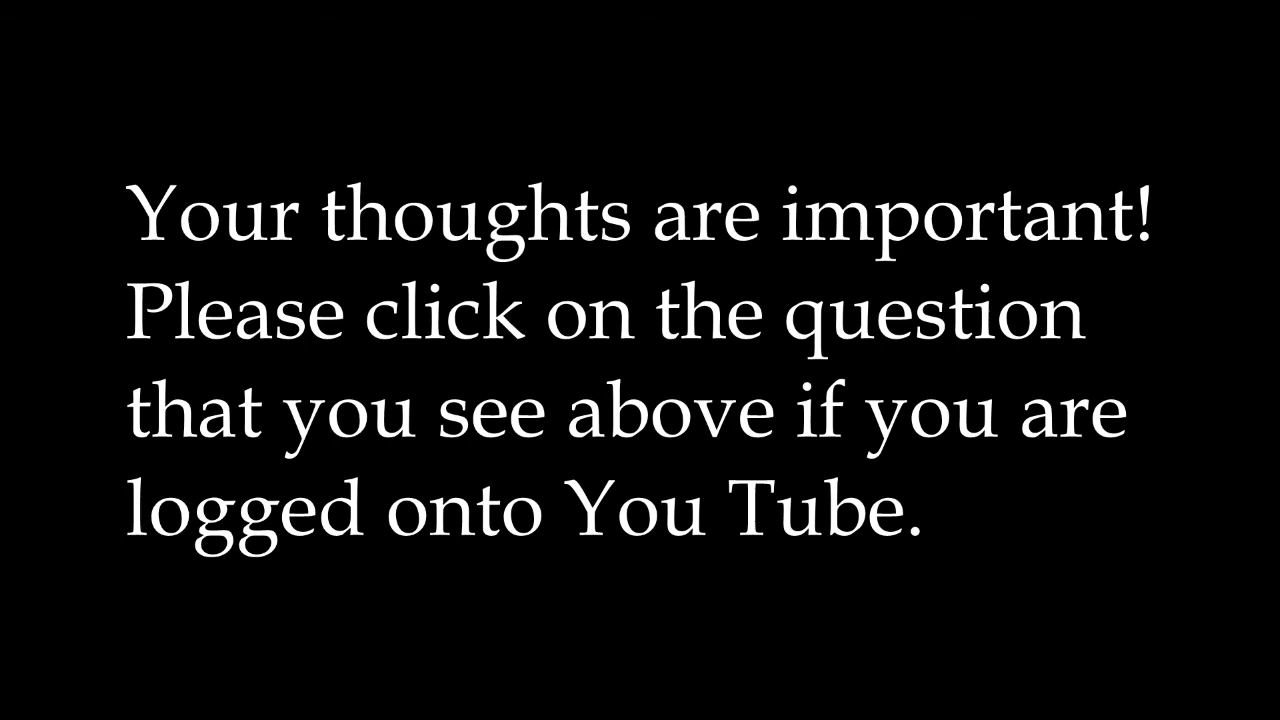 Your thoughts are important!
Please click on the question
that you see above if you are
logged onto You Tube.